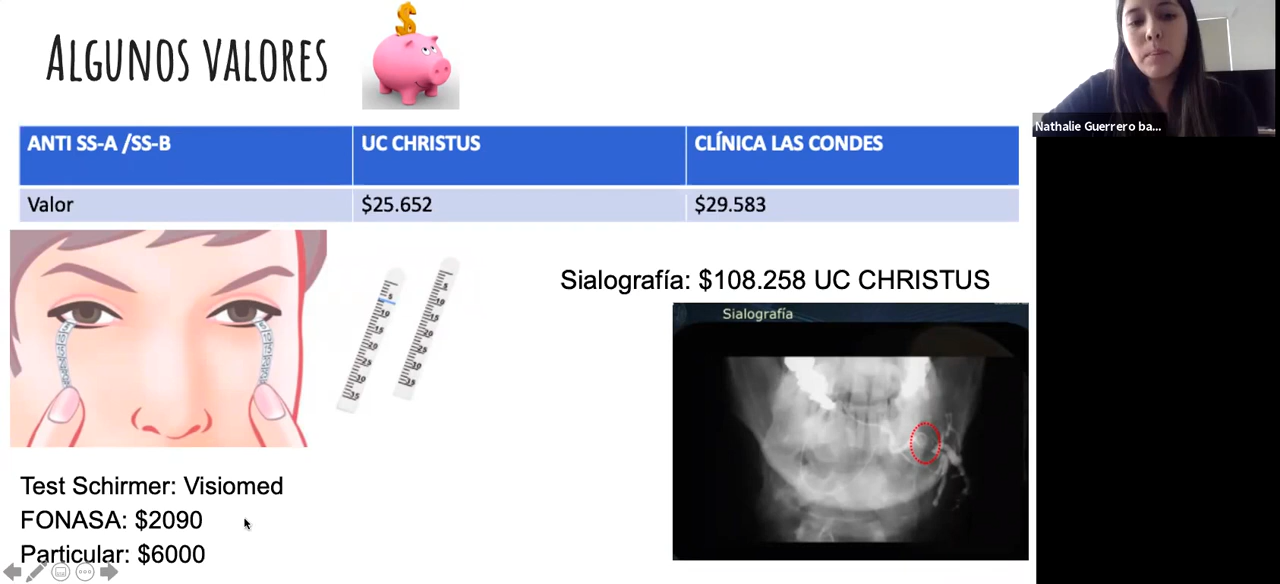 ALGUNOS VALORES
Nathalie Guerrero ba...
ANTI SS-A /SS-B UC CHRISTUS CLÍNICA LAS CONDES
Valor $25.652 $29.583
Sialografía: $108.258 UC CHRISTUS
Sialografía
Test Schirmer: Visiomed
FONASA: $2090
Particular: $6000